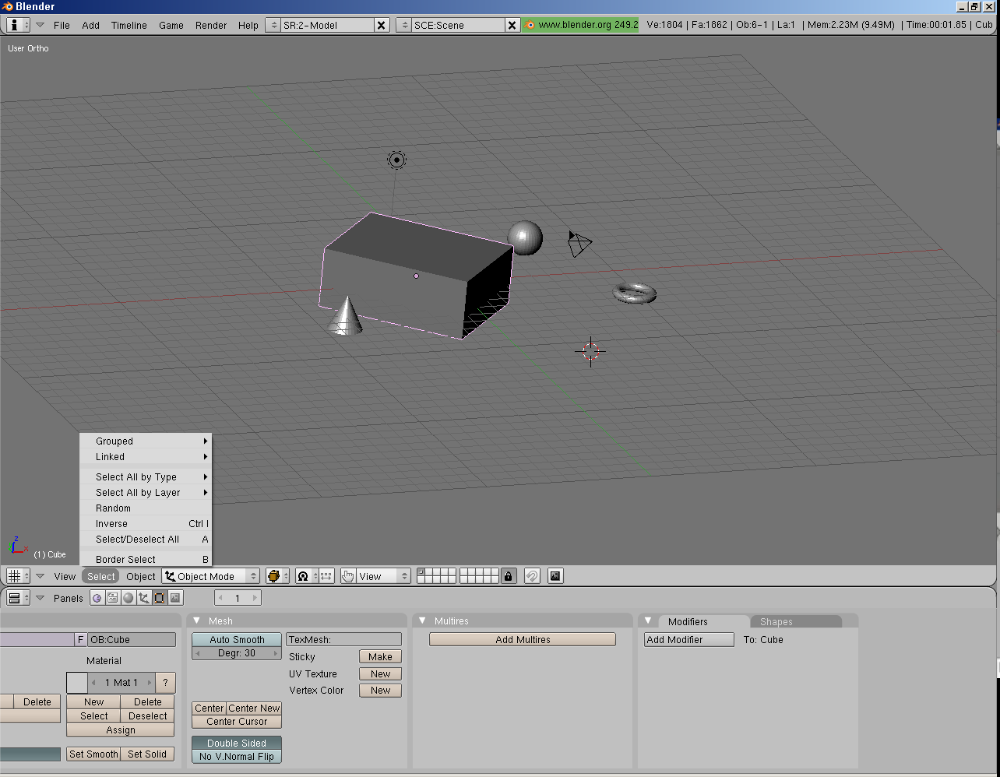 Blender
File Add Timeline Game Render Help SR:2-Model SCE:Scene www.blender.org 249.2 Ve:1804 | Fa:1862 | Ob:6-1 | La:1 | Mem:2.23M (9.49M) | Time:00:01.85 | Cub
User Ortho
Grouped
Linked
Select All by Type
Select All by Layer
Random
Inverse Ctrl I
Select/Deselect All A
Border Select B
z
x
(1) Cube
View Select Object Object Mode View
Panels 1
Mesh Multires Modifiers Shapes
F OB:Cube Auto Smooth TexMesh: Add Multires Add Modifier To: Cube
Degr: 30 Sticky Make
Material
UV Texture New
1 Mat 1 ?
Vertex Color New
Delete New Delete
Center Center New
Select Deselect
Center Cursor
Assign
Double Sided
Set Smooth Set Solid No V.Normal Flip